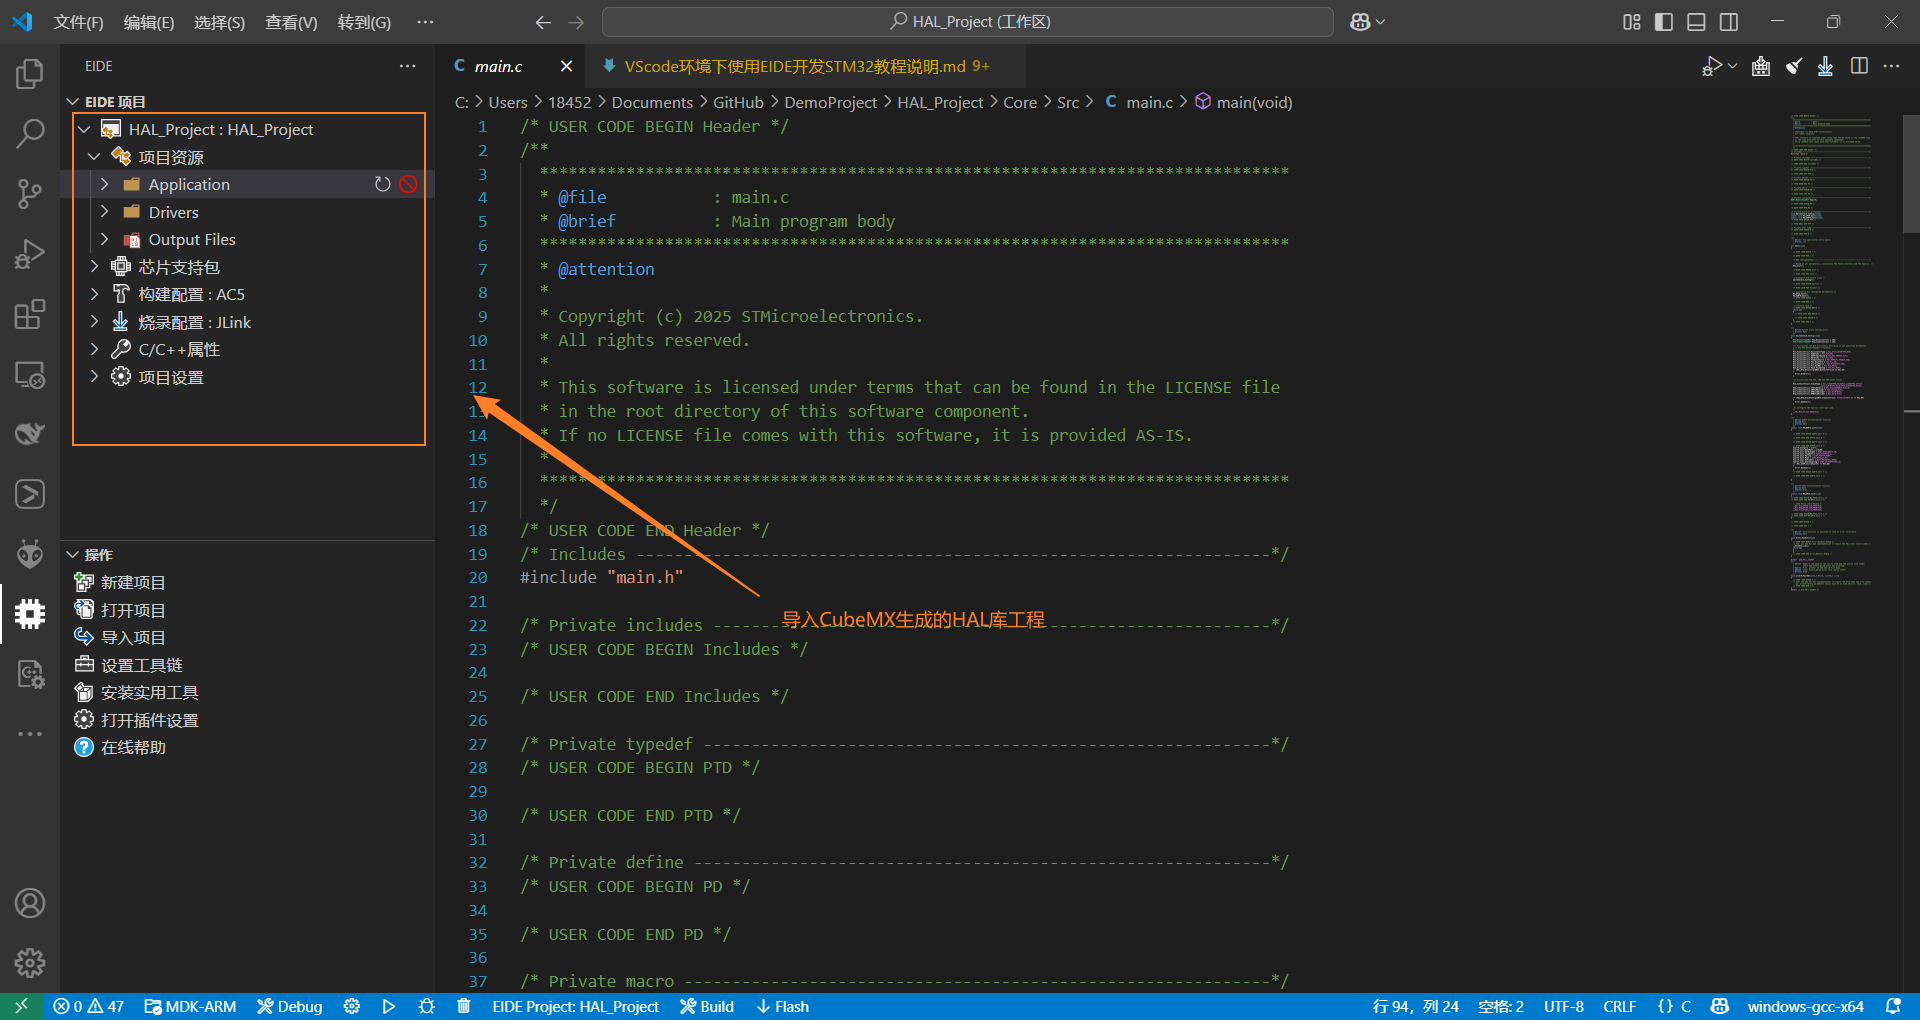 文件(F) 编辑(E) 选择(S) 查看(V) 转到(G) ··· HAL_Project (工作区)
EIDE ···
main.c VScode环境下使用EIDE开发STM32教程说明.md 9+
C: > Users > 18452 > Documents > GitHub > DemoProject > HAL_Project > Core > Src > C main.c > main(void)
EIDE 项目
HAL_Project : HAL_Project
项目资源
Application
Drivers
Output Files
芯片支持包
构建配置 : AC5
烧录配置 : JLink
C/C++属性
项目设置
操作
新建项目
打开项目
导入项目
设置工具链
安装实用工具
打开插件设置
在线帮助
1 /* USER CODE BEGIN Header */
2 /**
3 ******************************************************************************
4 * @file : main.c
5 * @brief : Main program body
6 ******************************************************************************
7 * @attention
8 *
9 * Copyright (c) 2025 STMicroelectronics.
10 * All rights reserved.
11 *
12 * This software is licensed under terms that can be found in the LICENSE file
13 * in the root directory of this software component.
14 * If no LICENSE file comes with this software, it is provided AS-IS.
15 *
16 ******************************************************************************
17 */
18 /* USER CODE END Header */
19 /* Includes ------------------------------------------------------------------*/
20 #include "main.h"
21
22 /* Private includes ----------------------------------------------------------*/
导入CubeMX生成的HAL库工程
23 /* USER CODE BEGIN Includes */
24
25 /* USER CODE END Includes */
26
27 /* Private typedef -----------------------------------------------------------*/
28 /* USER CODE BEGIN PTD */
29
30 /* USER CODE END PTD */
31
32 /* Private define ------------------------------------------------------------*/
33 /* USER CODE BEGIN PD */
34
35 /* USER CODE END PD */
36
37 /* Private macro -------------------------------------------------------------*/
0 47 MDK-ARM Debug EIDE Project: HAL_Project Build Flash 行 94，列 24 空格: 2 UTF-8 CRLF {} C windows-gcc-x64